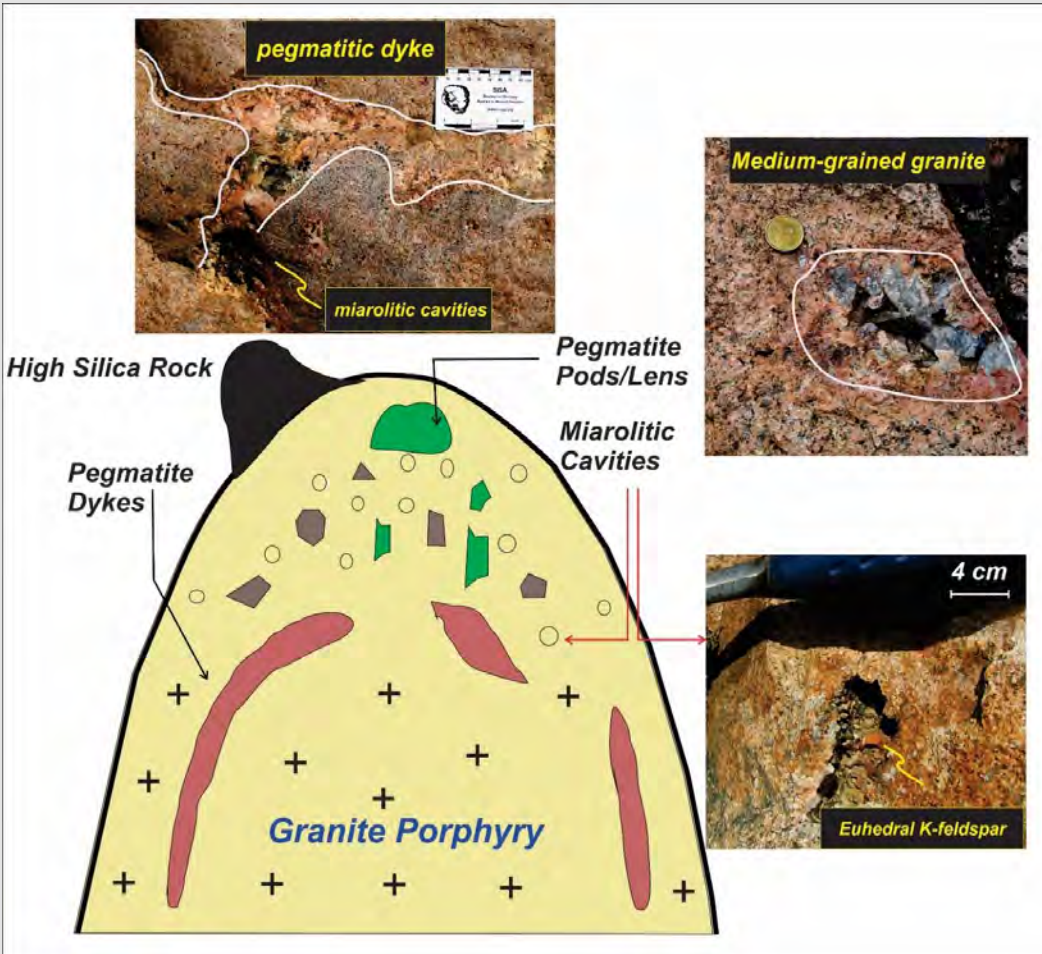 pegmatitic dyke
SGA
miarolitic cavities
Medium-grained granite
High Silica Rock
Pegmatite
Pods/Lens
Miarolitic
Cavities
Pegmatite
Dykes
4 cm
Granite Porphyry
Euhedral K-feldspar